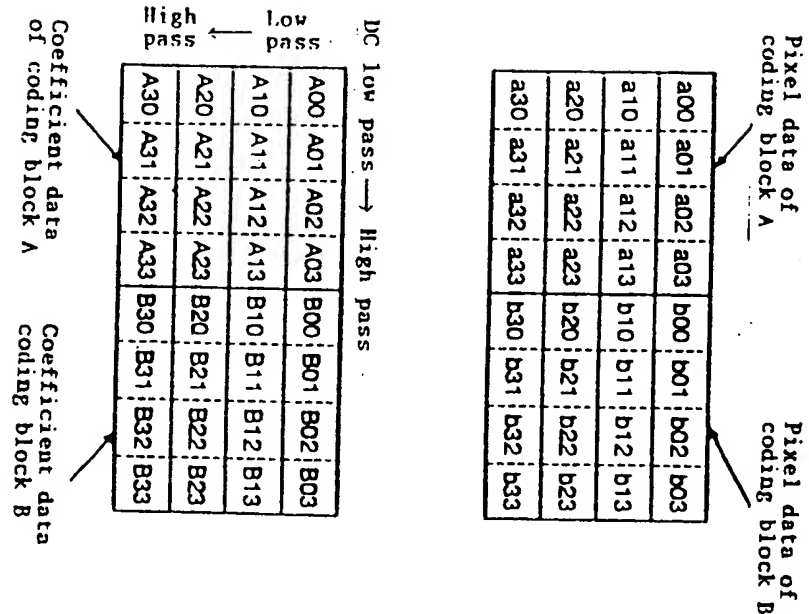 Pixel data of
coding block A
Pixel data of
coding block B
a00 a01 a02 a03 b00 b01 b02 b03
a10 a11 a12 a13 b10 b11 b12 b13
a20 a21 a22 a23 b20 b21 b22 b23
a30 a31 a32 a33 b30 b31 b32 b33
DC low pass → High pass
Low
pass
High
pass
A00 A01 A02 A03 B00 B01 B02 B03
A10 A11 A12 A13 B10 B11 B12 B13
A20 A21 A22 A23 B20 B21 B22 B23
A30 A31 A32 A33 B30 B31 B32 B33
Coefficient data
of coding block A
Coefficient data
coding block B